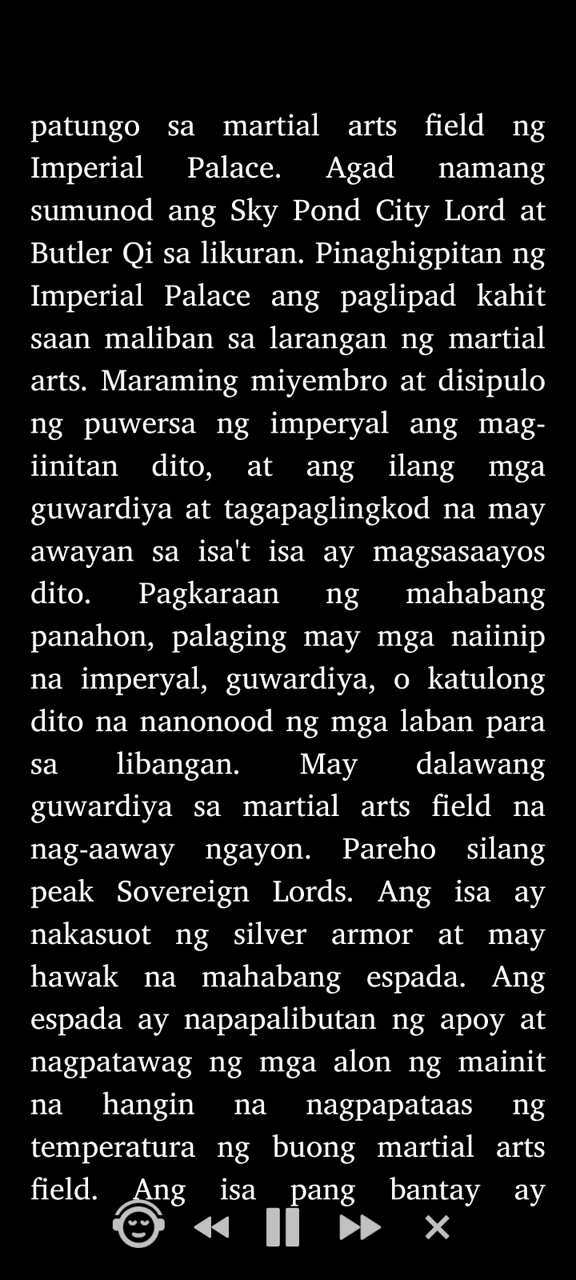 patungo sa martial arts field ng
Imperial Palace. Agad namang
sumunod ang Sky Pond City Lord at
Butler Qi sa likuran. Pinaghigpitan ng
Imperial Palace ang paglipad kahit
saan maliban sa larangan ng martial
arts. Maraming miyembro at disipulo
ng puwersa ng imperyal ang mag-
iinitan dito, at ang ilang mga
guwardiya at tagapaglingkod na may
awayan sa isa't isa ay magsasaayos
dito. Pagkaraan ng mahabang
panahon, palaging may mga naiinip
na imperyal, guwardiya, o katulong
dito na nanonood ng mga laban para
sa libangan. May dalawang
guwardiya sa martial arts field na
nag-aaway ngayon. Pareho silang
peak Sovereign Lords. Ang isa ay
nakasuot ng silver armor at may
hawak na mahabang espada. Ang
espada ay napapalibutan ng apoy at
nagpatawag ng mga alon ng mainit
na hangin na nagpapataas ng
temperatura ng buong martial arts
field. Ang isa pang bantay ay